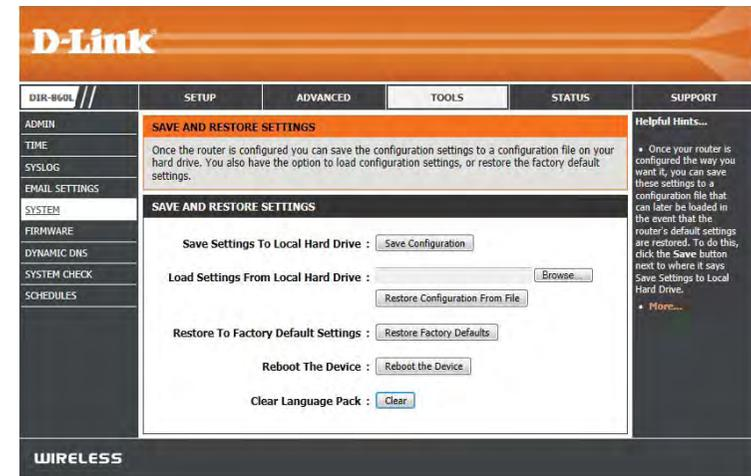 D-Link
DIR-860L
SETUP
ADVANCED
TOOLS
STATUS
SUPPORT
ADMIN
TIME
SYSLOG
EMAIL SETTINGS
SYSTEM
FIRMWARE
DYNAMIC DNS
SYSTEM CHECK
SCHEDULES
SAVE AND RESTORE SETTINGS
Once the router is configured you can save the configuration settings to a configuration file on your
hard drive. You also have the option to load configuration settings, or restore the factory default
settings.
SAVE AND RESTORE SETTINGS
Save Settings To Local Hard Drive : Save Configuration
Load Settings From Local Hard Drive : Browse...
Restore Configuration From File
Restore To Factory Default Settings : Restore Factory Defaults
Reboot The Device : Reboot the Device
Clear Language Pack : Clear
Helpful Hints...
• Once your router is
configured the way you
want it, you can save
these settings to a
configuration file that
can later be loaded in
the event that the
router's default settings
are restored. To do this,
click the Save button
next to where it says
Save Settings to Local
Hard Drive.
• More...
WIRELESS